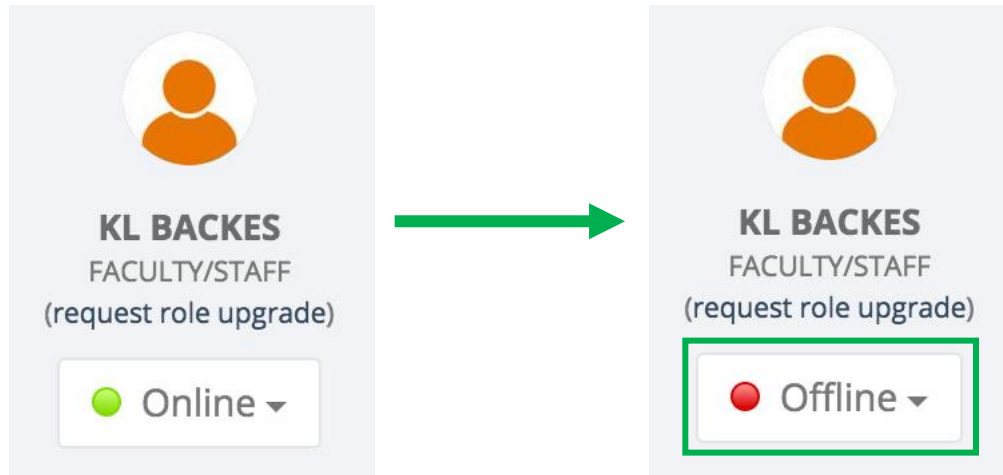 KL BACKES
FACULTY/STAFF
(request role upgrade)
Online
KL BACKES
FACULTY/STAFF
(request role upgrade)
Offline